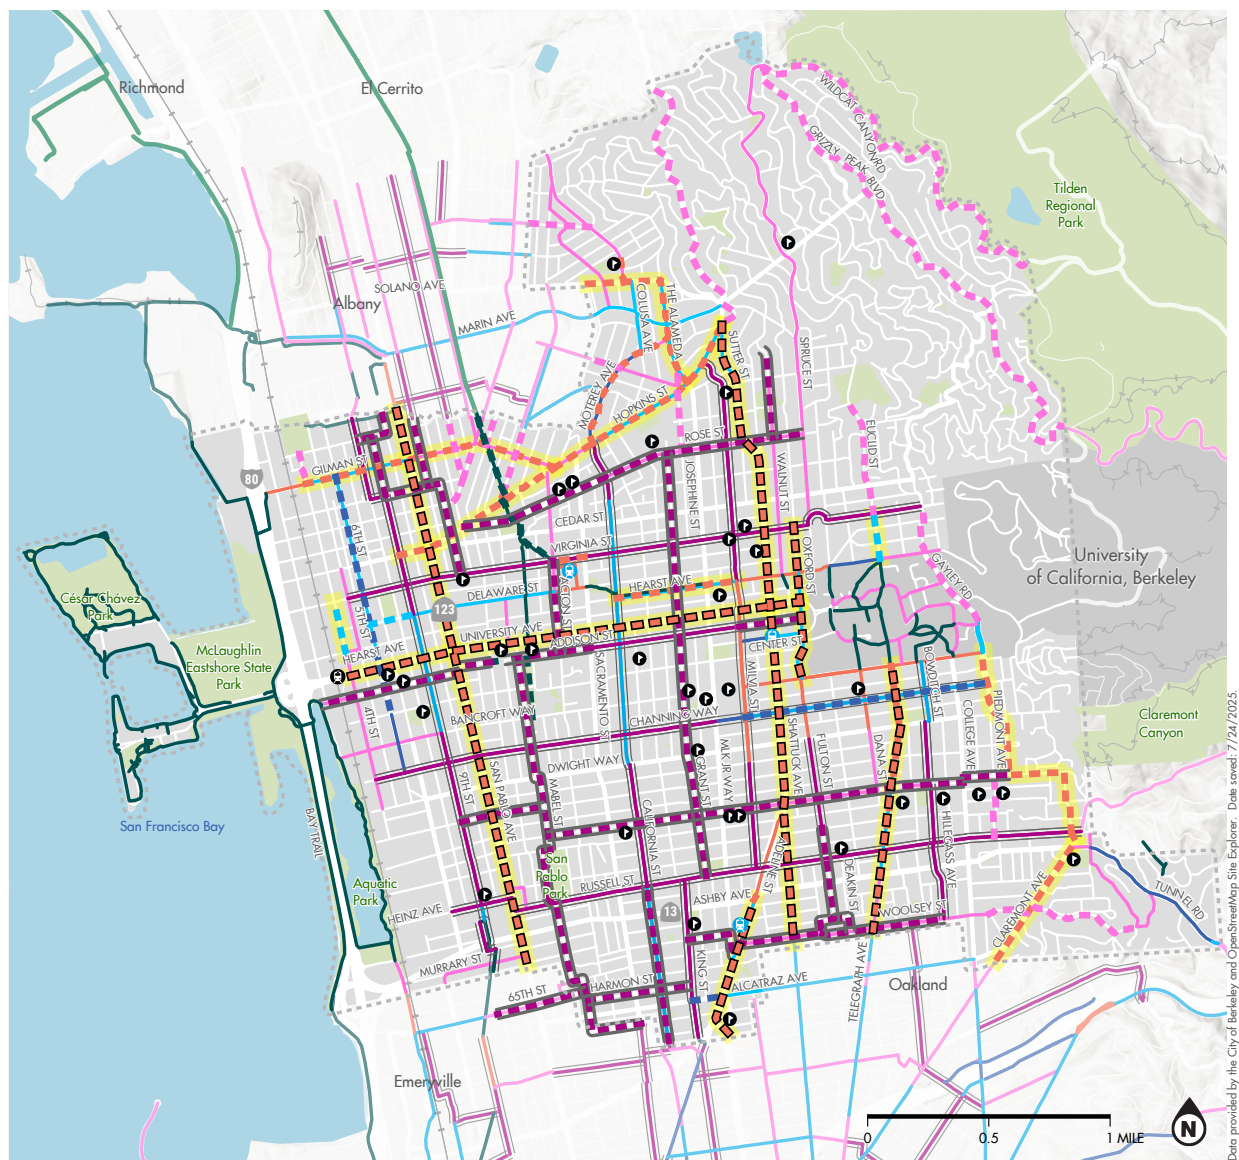 Richmond
El Cerrito
WILDCAT CANYON RD
GRIZZLY PEAK BLVD
Tilden
Regional
Park
SOLANO AVE
Albany
MARIN AVE
COLUSA AVE
THE ALAMEDA
SUTTER ST
SPRUCE ST
MOTEREY AVE
HOPKINS ST
ROSE ST
EUCLID ST
GILMAN ST
80
JOSEPHINE ST
WALNUT ST
CEDAR ST
6TH ST
VIRGINIA ST
OXFORD ST
University
of California, Berkeley
GAYLEY RD
César Chávez
Park
DELAWARE ST
HEARST AVE
ACTON ST
123
5TH ST
UNIVERSITY AVE
ADDISON ST
CENTER ST
HEARST AVE
McLaughlin
Eastshore State
Park
SACRAMENTO ST
MILVIA ST
BOWDITCH ST
4TH ST
BANCROFT WAY
CHANNING WAY
COLLEGE AVE
PIEDMONT AVE
Claremont
Canyon
DWIGHT WAY
MLK JR WAY
SHATTUCK AVE
FULTON ST
DANA ST
9TH ST
SAN PABLO AVE
MABEL ST
GRANT ST
San Francisco Bay
BAY TRAIL
CALIFORNIA ST
HILLEGASS AVE
San
Pablo
Park
ADELINE ST
DEAKIN ST
RUSSELL ST
ASHBY AVE
Aquatic
Park
HEINZ AVE
13
WOOLSEY ST
CLAREMONT AVE
TUNNEL RD
MURRARY ST
KING ST
TELEGRAPH AVE
HARMON ST
ALCATRAZ AVE
65TH ST
Oakland
Emeryville
0
0.5
1 MILE
N
Data provided by the City of Berkeley and OpenStreetMap Site Explorer. Date saved: 7/24/2025.